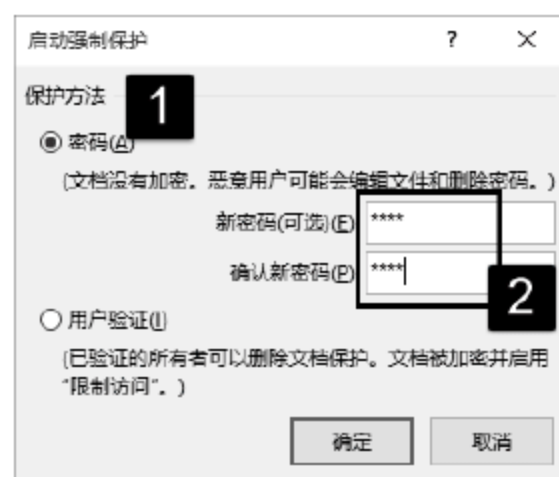 启动强制保护 ?
保护方法
1
密码(A)
(文档没有加密。恶意用户可能会编辑文件和删除密码。)
新密码(可选)(E) ****
确认新密码(P) ****
2
用户验证(I)
(已验证的所有者可以删除文档保护。文档被加密并启用
“限制访问”。)
确定 取消